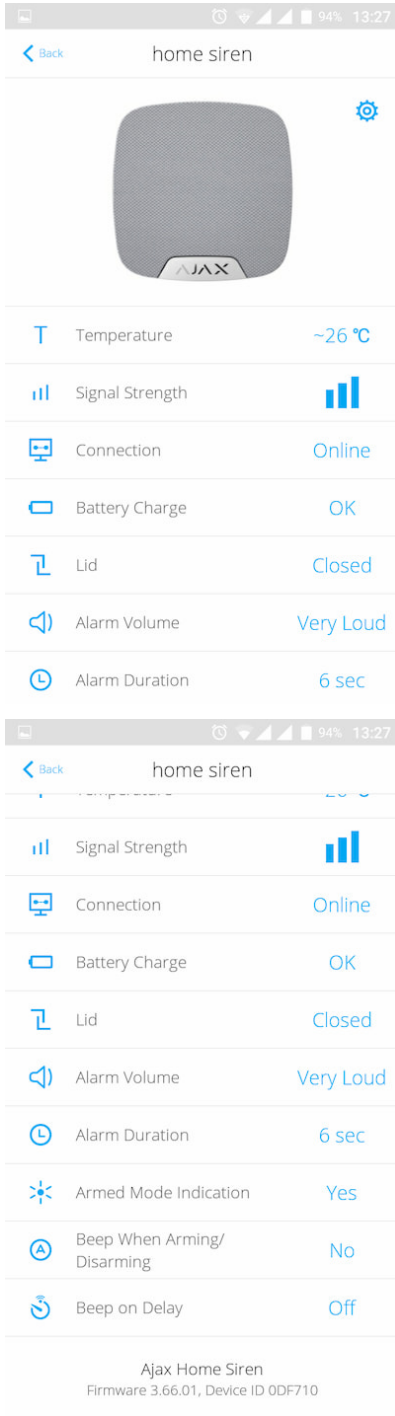 94% 13:27
Back
home siren
AJAX
T Temperature ~26 °C
Signal Strength
Connection Online
Battery Charge OK
Lid Closed
Alarm Volume Very Loud
Alarm Duration 6 sec
94% 13:27
Back
home siren
Signal Strength
Connection Online
Battery Charge OK
Lid Closed
Alarm Volume Very Loud
Alarm Duration 6 sec
Armed Mode Indication Yes
A Beep When Arming/
Disarming No
Beep on Delay Off
Ajax Home Siren
Firmware 3.66.01, Device ID 0DF710